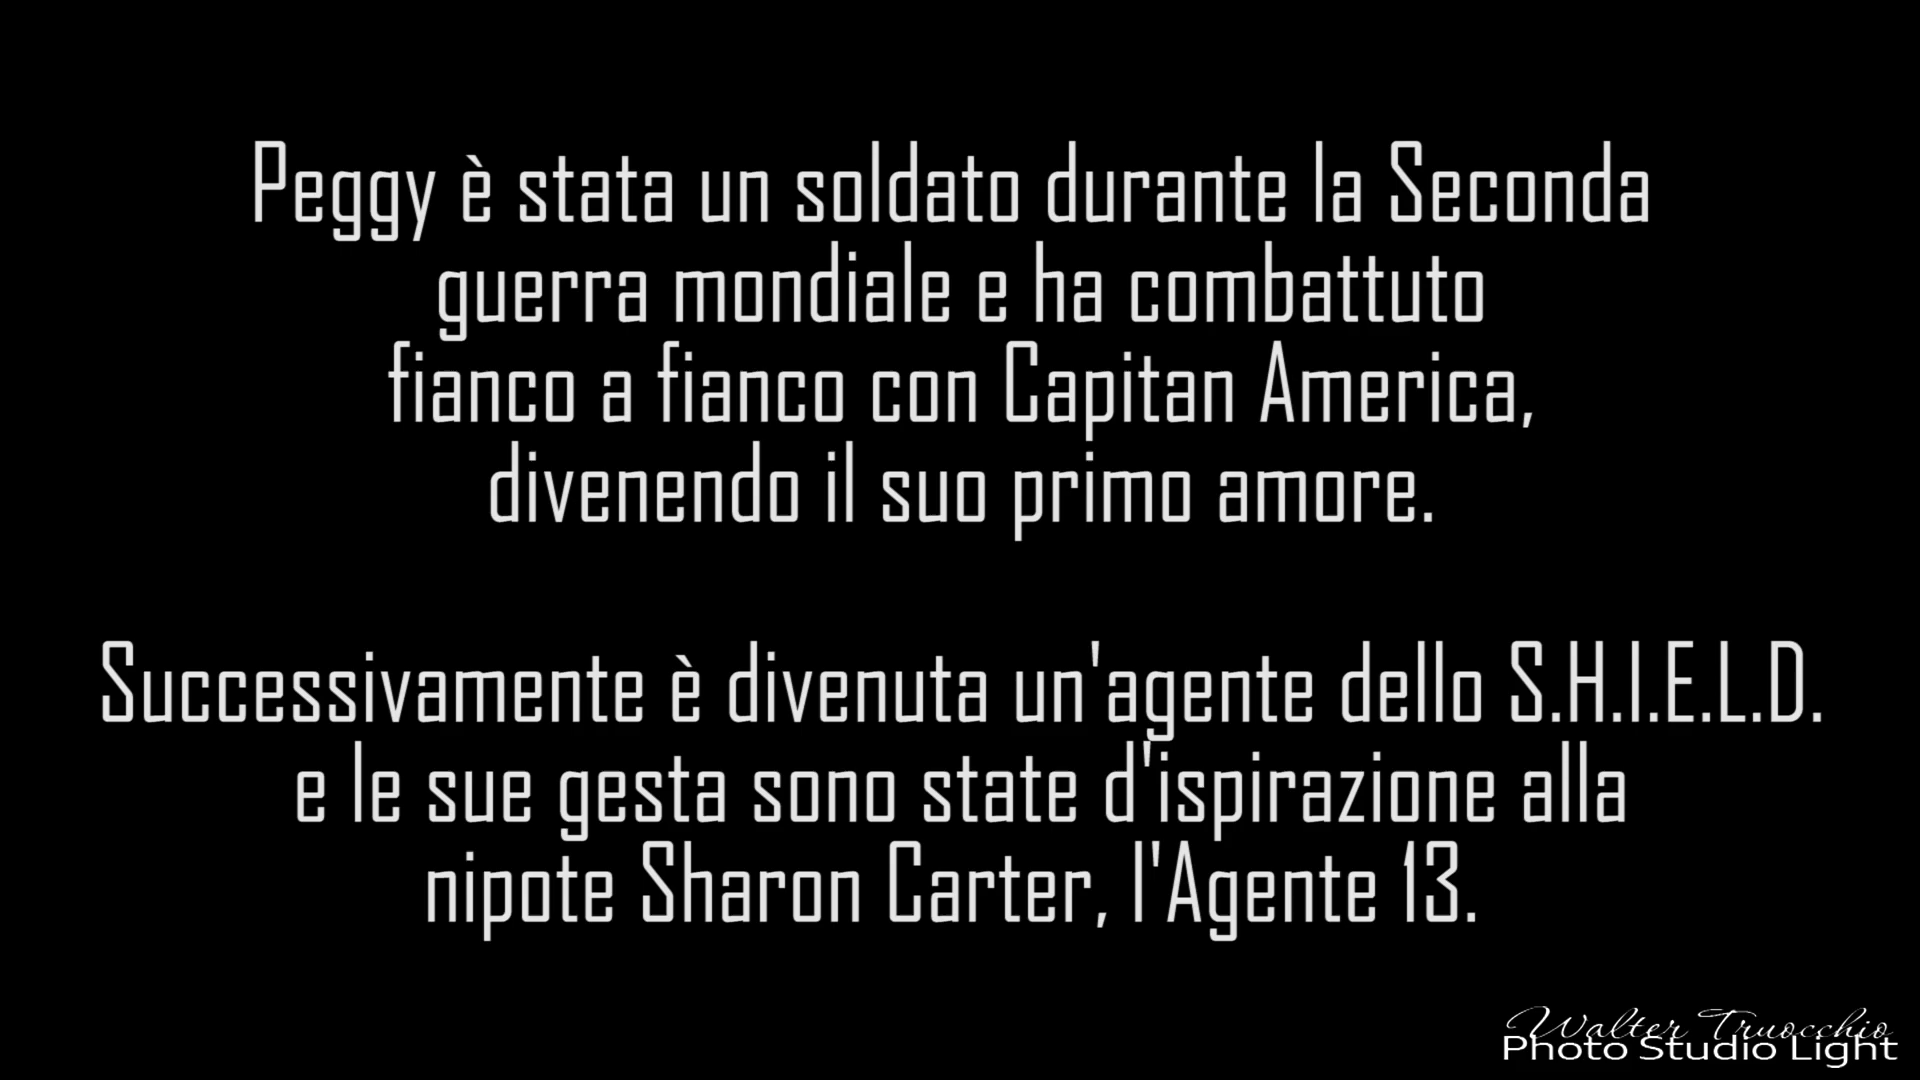 Peggy è stata un soldato durante la Seconda
guerra mondiale e ha combattuto
fianco a fianco con Capitan America,
divenendo il suo primo amore.
Successivamente è divenuta un'agente dello S.H.I.E.L.D.
e le sue gesta sono state d'ispirazione alla
nipote Sharon Carter, l'Agente 13.
Walter Truocchio
Photo Studio Light